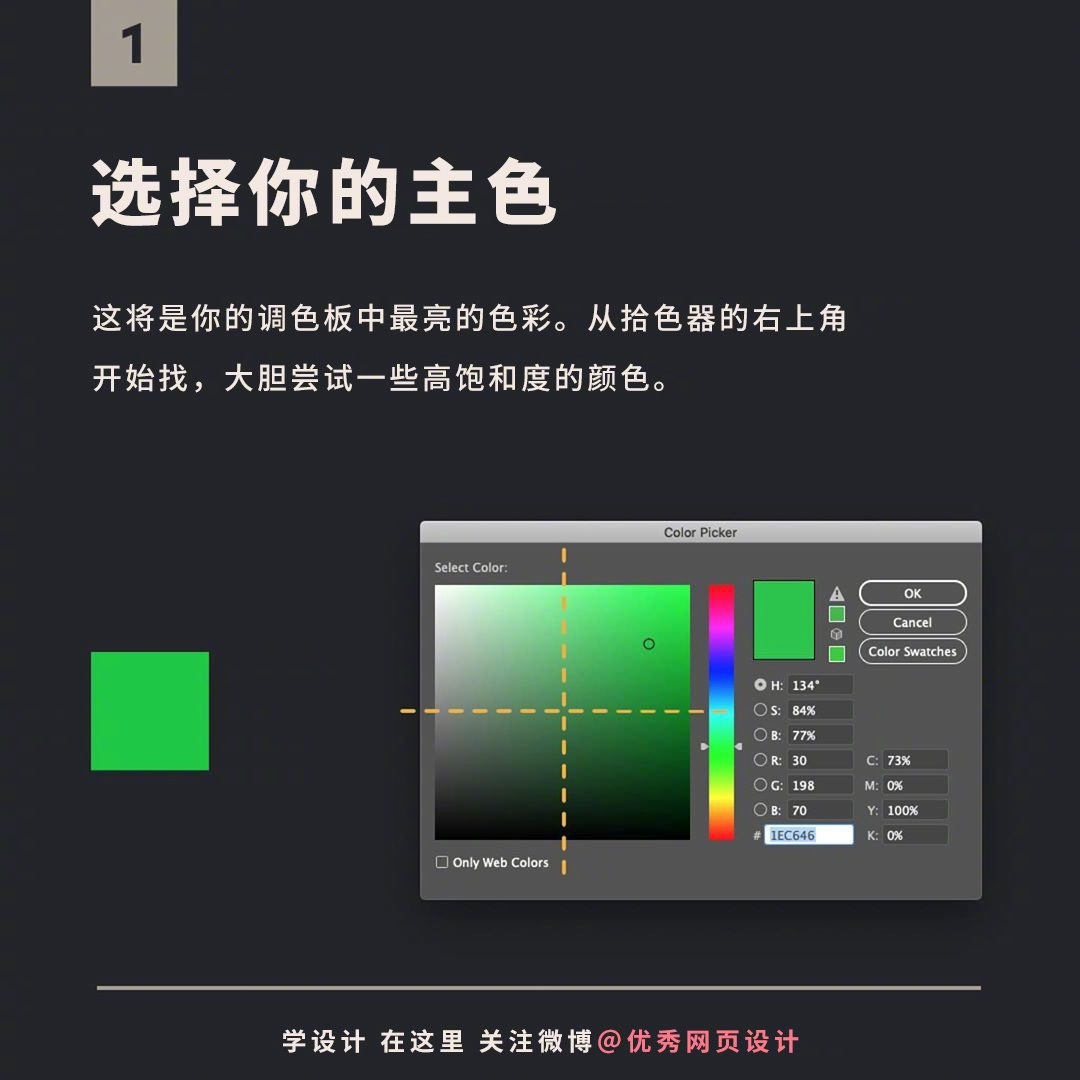 1
选择你的主色
这将是你的调色板中最亮的色彩。从拾色器的右上角
开始找，大胆尝试一些高饱和度的颜色。
Color Picker
Select Color:
OK
Cancel
Color Swatches
H: 134°
S: 84%
B: 77%
R: 30
C: 73%
G: 198
M: 0%
B: 70
Y: 100%
# 1EC646
K: 0%
Only Web Colors
学设计 在这里 关注微博@优秀网页设计